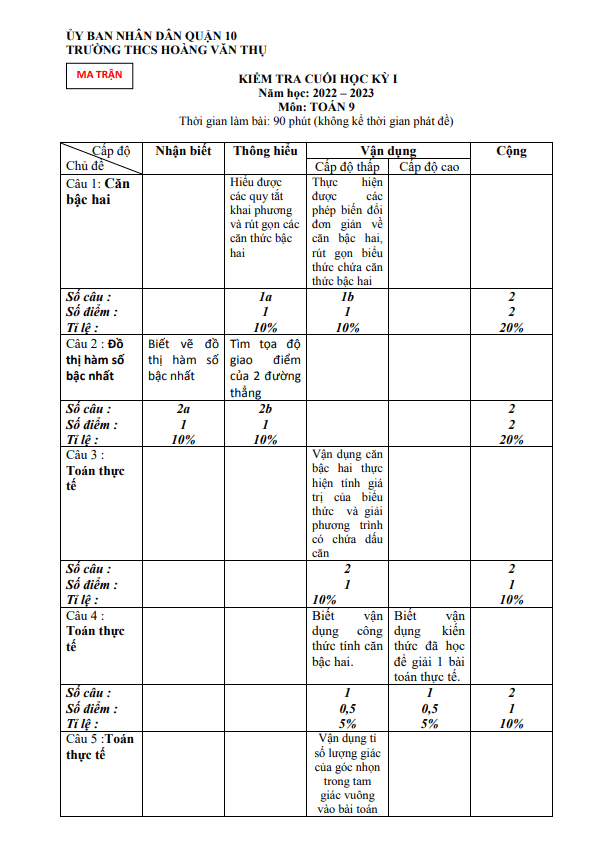 ỦY BAN NHÂN DÂN QUẬN 10
TRƯỜNG THCS HOÀNG VĂN THỤ
MA TRẬN
KIỂM TRA CUỐI HỌC KỲ I
Năm học: 2022 – 2023
Môn: TOÁN 9
Thời gian làm bài: 90 phút (không kể thời gian phát đề)
Cấp độ
Chủ đề
Nhận biết
Thông hiểu
Vận dụng
Cộng
Cấp độ thấp
Cấp độ cao
Câu 1: Căn
bậc hai
Hiểu được
các quy tắt
khai phương
và rút gọn các
căn thức bậc
hai
Thực hiện
được các
phép biến đổi
đơn giản về
căn bậc hai,
rút gọn biểu
thức chứa căn
thức bậc hai
Số câu :
Số điểm :
Tỉ lệ :
1a
1
10%
1b
1
10%
2
2
20%
Câu 2 : Đồ
thị hàm số
bậc nhất
Biết vẽ đồ
thị hàm số
bậc nhất
Tìm tọa độ
giao điểm
của 2 đường
thẳng
Số câu :
Số điểm :
Tỉ lệ :
2a
1
10%
2b
1
10%
2
2
20%
Câu 3 :
Toán thực
tế
Vận dụng căn
bậc hai thực
hiện tính giá
trị của biểu
thức và giải
phương trình
có chứa dấu
căn
Số câu :
Số điểm :
Tỉ lệ :
2
1
10%
2
1
10%
Câu 4 :
Toán thực
tế
Biết vận
dụng công
thức tính căn
bậc hai.
Biết vận
dụng kiến
thức đã học
để giải 1 bài
toán thực tế.
Số câu :
Số điểm :
Tỉ lệ :
1
0,5
5%
1
0,5
5%
2
1
10%
Câu 5 :Toán
thực tế
Vận dụng tỉ
số lượng giác
của góc nhọn
trong tam
giác vuông
vào bài toán